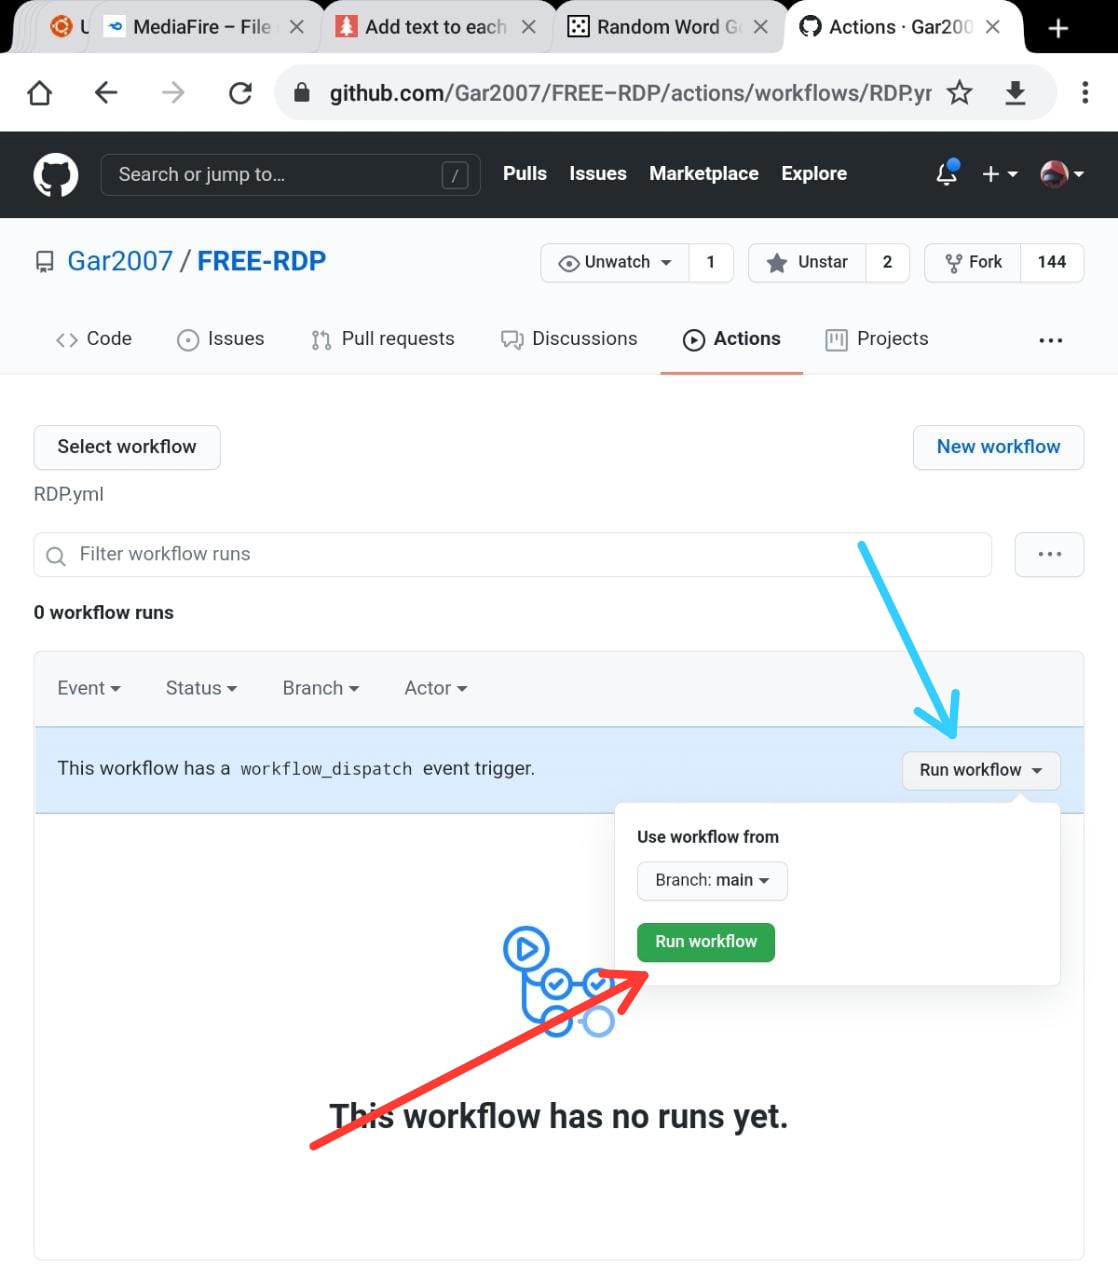 U
MediaFire – File
Add text to each
Random Word Ge
Actions · Gar200
github.com/Gar2007/FREE–RDP/actions/workflows/RDP.yr
Search or jump to…
/
Pulls
Issues
Marketplace
Explore
Gar2007 / FREE-RDP
Unwatch
1
Unstar
2
Fork
144
Code
Issues
Pull requests
Discussions
Actions
Projects
Select workflow
New workflow
RDP.yml
Filter workflow runs
0 workflow runs
Event
Status
Branch
Actor
This workflow has a workflow_dispatch event trigger.
Run workflow
Use workflow from
Branch: main
Run workflow
This workflow has no runs yet.